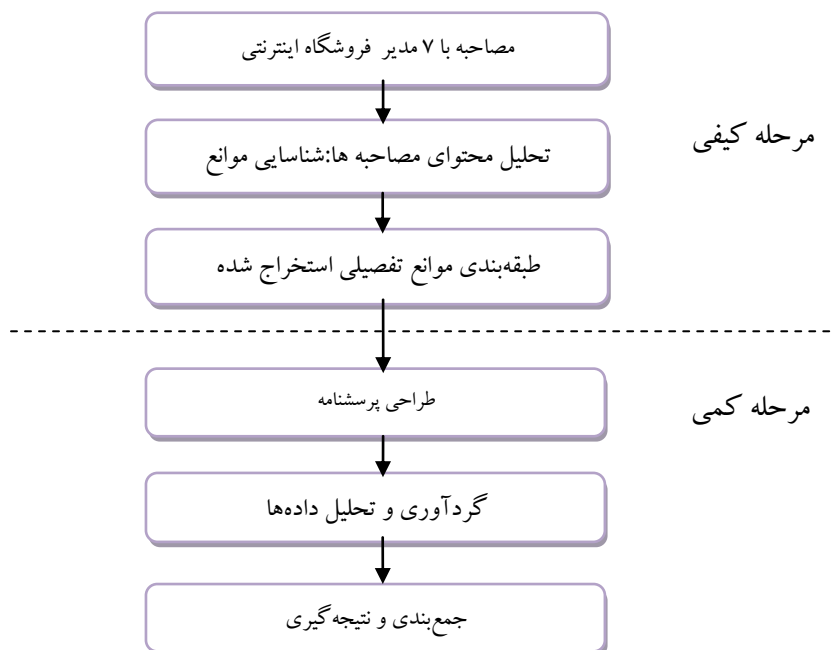 مصاحبه با ۷ مدیر فروشگاه اینترنتی
مرحله کیفی
تحلیل محتوای مصاحبه ها:شناسایی موانع
طبقه‌بندی موانع تفصیلی استخراج شده
طراحی پرسشنامه
مرحله کمی
گردآوری و تحلیل داده‌ها
جمع‌بندی و نتیجه‌گیری